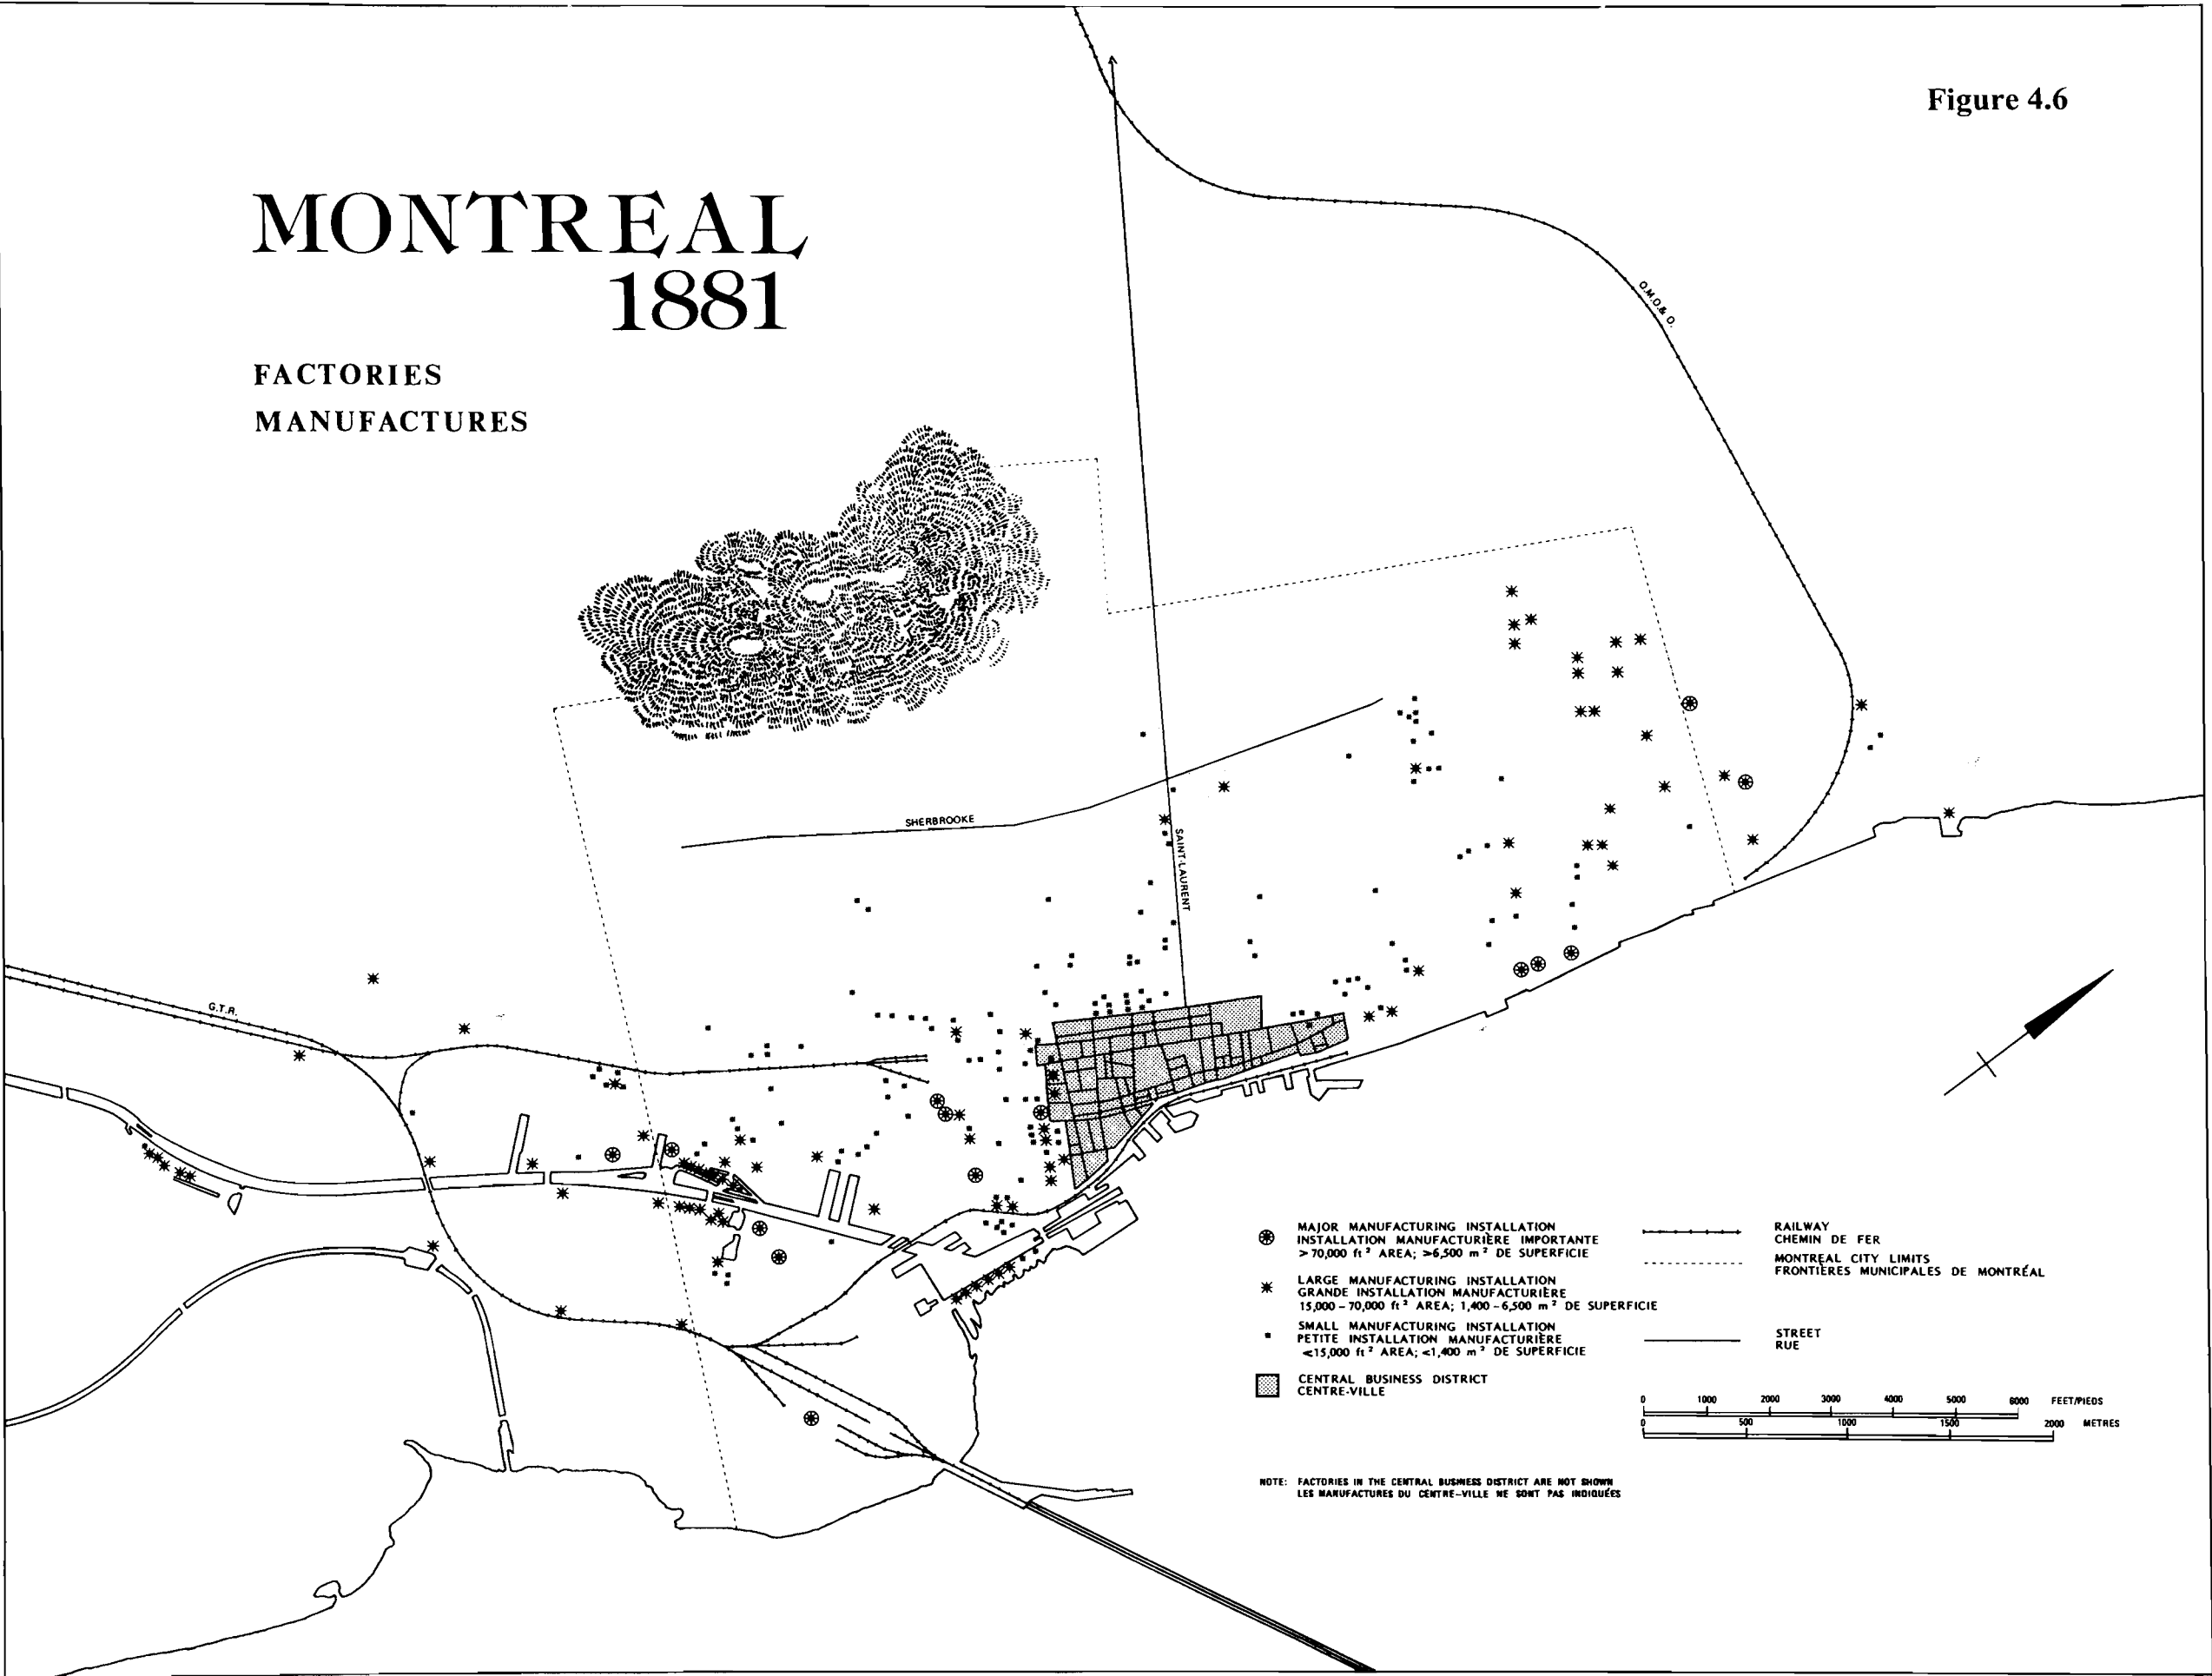 Figure 4.6
MONTREAL
1881
FACTORIES
MANUFACTURES
Q.M.O.& O.
SHERBROOKE
SAINT-LAURENT
G.T.R.
MAJOR MANUFACTURING INSTALLATION
INSTALLATION MANUFACTURIÈRE IMPORTANTE
>70,000 ft² AREA; >6,500 m² DE SUPERFICIE
LARGE MANUFACTURING INSTALLATION
GRANDE INSTALLATION MANUFACTURIÈRE
15,000 – 70,000 ft² AREA; 1,400 – 6,500 m² DE SUPERFICIE
SMALL MANUFACTURING INSTALLATION
PETITE INSTALLATION MANUFACTURIÈRE
<15,000 ft² AREA; <1,400 m² DE SUPERFICIE
CENTRAL BUSINESS DISTRICT
CENTRE-VILLE
RAILWAY
CHEMIN DE FER
MONTREAL CITY LIMITS
FRONTIÈRES MUNICIPALES DE MONTRÉAL
STREET
RUE
0 1000 2000 3000 4000 5000 6000 FEET/PIEDS
0 500 1000 1500 2000 METRES
NOTE: FACTORIES IN THE CENTRAL BUSINESS DISTRICT ARE NOT SHOWN
LES MANUFACTURES DU CENTRE-VILLE NE SONT PAS INDIQUÉES